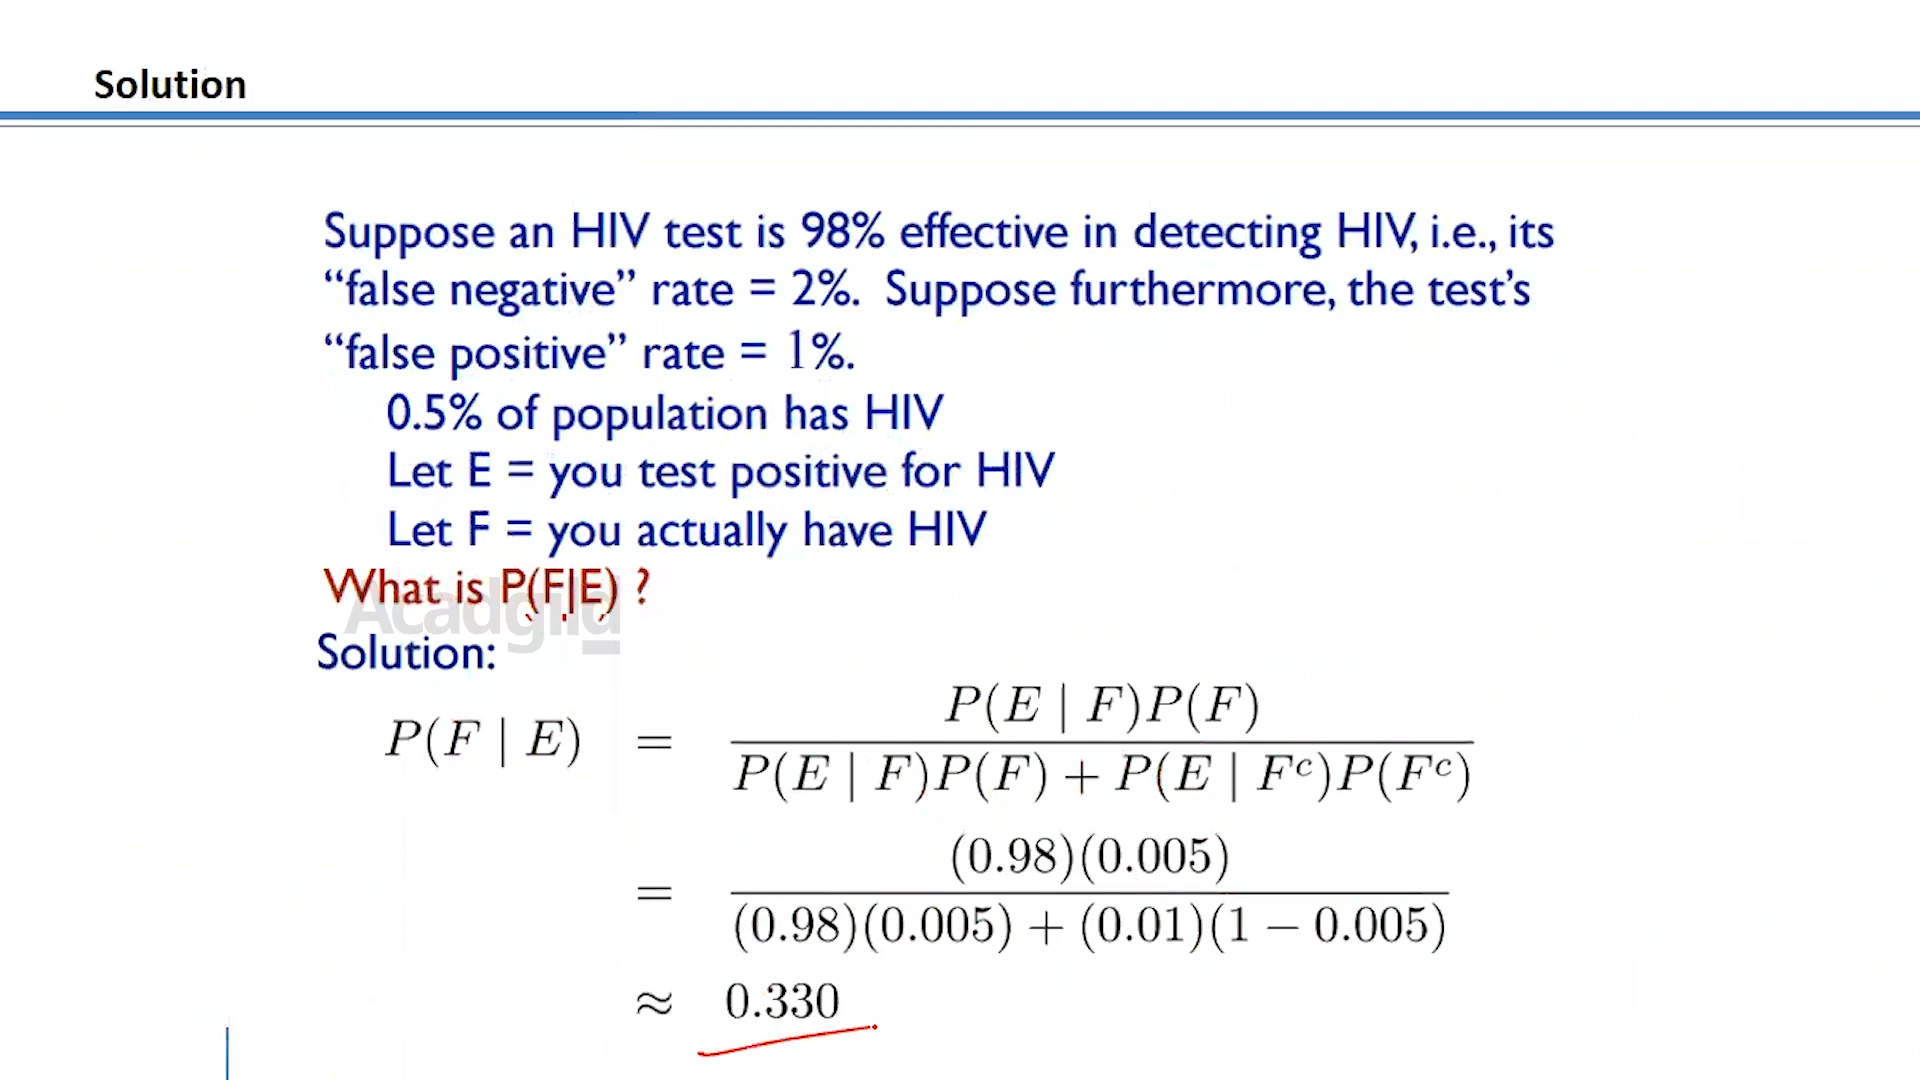 Solution
Suppose an HIV test is 98% effective in detecting HIV, i.e., its
“false negative” rate = 2%. Suppose furthermore, the test’s
“false positive” rate = 1%.
0.5% of population has HIV
Let E = you test positive for HIV
Let F = you actually have HIV
What is P(F|E) ?
Acadgild
Solution:
P(F | E) = P(E | F)P(F)
P(E | F)P(F) + P(E | Fᶜ)P(Fᶜ)
= (0.98)(0.005)
(0.98)(0.005) + (0.01)(1 − 0.005)
≈ 0.330